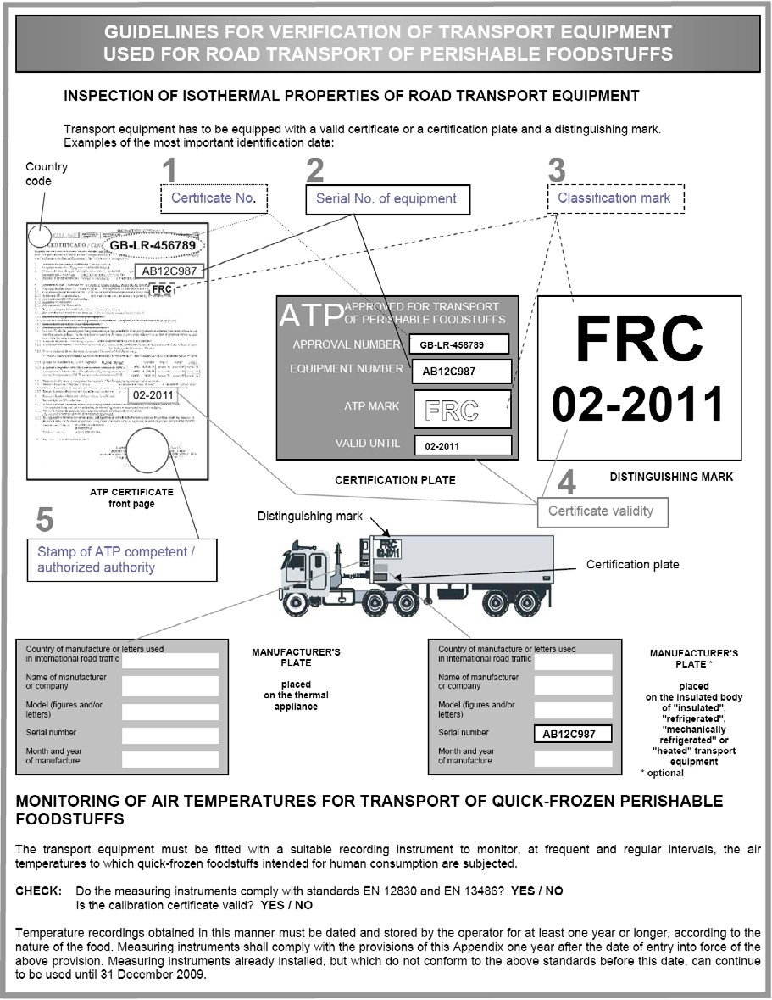 GUIDELINES FOR VERIFICATION OF TRANSPORT EQUIPMENT
USED FOR ROAD TRANSPORT OF PERISHABLE FOODSTUFFS
INSPECTION OF ISOTHERMAL PROPERTIES OF ROAD TRANSPORT EQUIPMENT
Transport equipment has to be equipped with a valid certificate or a certification plate and a distinguishing mark.
Examples of the most important identification data:
Country
code
1
Certificate No.
2
Serial No. of equipment
3
Classification mark
CERTIFICADO
GB-LR-456789
AB12C987
FRC
02-2011
ATP CERTIFICATE
front page
ATP APPROVED FOR TRANSPORT
OF PERISHABLE FOODSTUFFS
APPROVAL NUMBER GB-LR-456789
EQUIPMENT NUMBER AB12C987
ATP MARK FRC
VALID UNTIL 02-2011
CERTIFICATION PLATE
FRC
02-2011
DISTINGUISHING MARK
4
Certificate validity
5
Stamp of ATP competent /
authorized authority
Distinguishing mark
FRC
02-2011
Certification plate
Country of manufacture or letters used
in international road traffic
Name of manufacturer
or company
Model (figures and/or
letters)
Serial number
Month and year
of manufacture
MANUFACTURER'S
PLATE
placed
on the thermal
appliance
Country of manufacture or letters used
in international road traffic
Name of manufacturer
or company
Model (figures and/or
letters)
Serial number AB12C987
Month and year
of manufacture
MANUFACTURER'S
PLATE *
placed
on the insulated body
of "insulated",
"refrigerated",
"mechanically
refrigerated" or
"heated" transport
equipment
* optional
MONITORING OF AIR TEMPERATURES FOR TRANSPORT OF QUICK-FROZEN PERISHABLE
FOODSTUFFS
The transport equipment must be fitted with a suitable recording instrument to monitor, at frequent and regular intervals, the air
temperatures to which quick-frozen foodstuffs intended for human consumption are subjected.
CHECK: Do the measuring instruments comply with standards EN 12830 and EN 13486? YES / NO
Is the calibration certificate valid? YES / NO
Temperature recordings obtained in this manner must be dated and stored by the operator for at least one year or longer, according to the
nature of the food. Measuring instruments shall comply with the provisions of this Appendix one year after the date of entry into force of the
above provision. Measuring instruments already installed, but which do not conform to the above standards before this date, can continue
to be used until 31 December 2009.